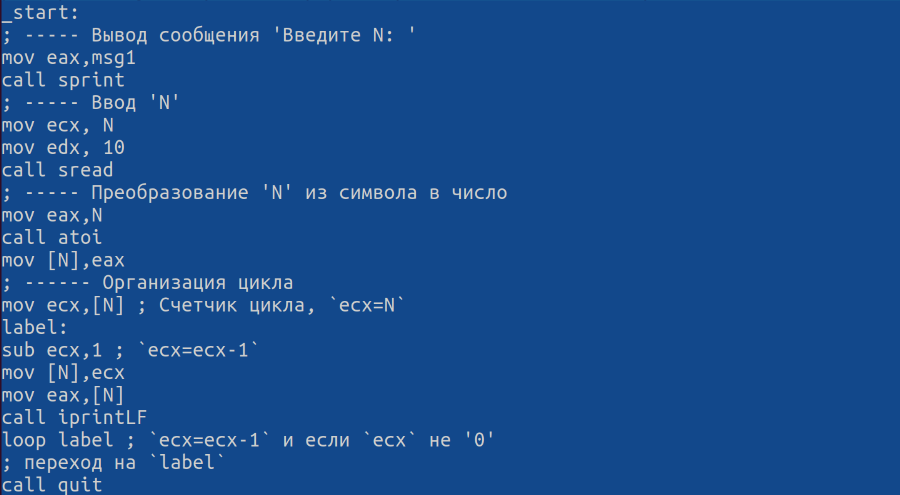 _start:
; ----- Вывод сообщения 'Введите N: '
mov eax,msg1
call sprint
; ----- Ввод 'N'
mov ecx, N
mov edx, 10
call sread
; ----- Преобразование 'N' из символа в число
mov eax,N
call atoi
mov [N],eax
; ------ Организация цикла
mov ecx,[N] ; Счетчик цикла, `ecx=N`
label:
sub ecx,1 ; `ecx=ecx-1`
mov [N],ecx
mov eax,[N]
call iprintLF
loop label ; `ecx=ecx-1` и если `ecx` не '0'
; переход на `label`
call quit